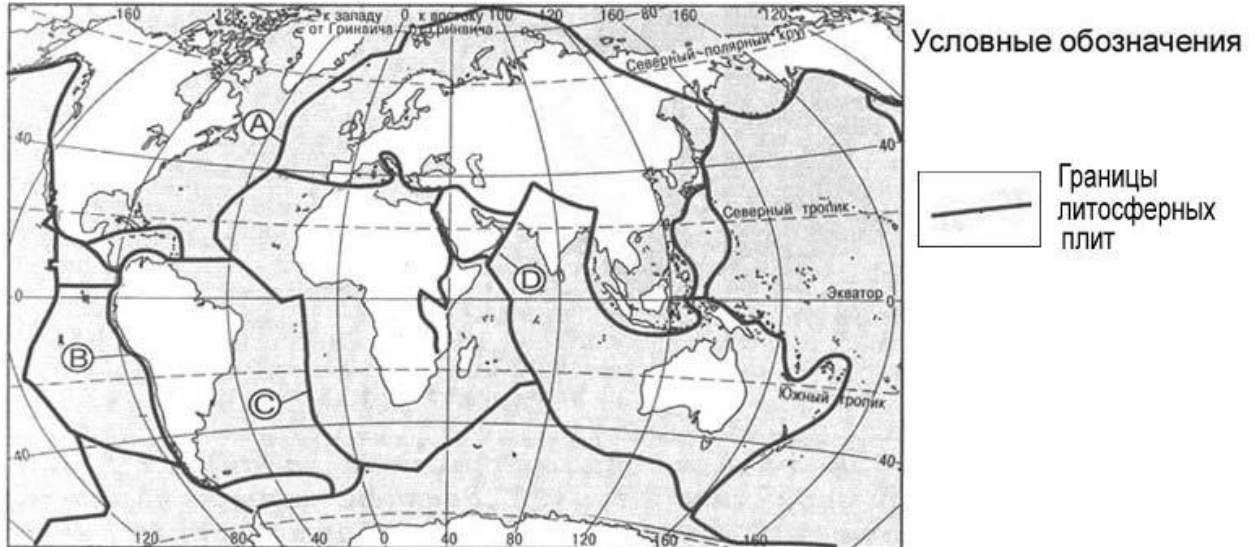 160
120
к западу 0 к востоку 100 120 160 80 160 120
от Гринвича от Гринвича
Северный полярный круг
A
40
40
Северный тропик
D
0
Экватор
0
B
C
Южный тропик
40
40
120
80
40
0
40
80
120
160
160
120
Условные обозначения
Границы
литосферных
плит